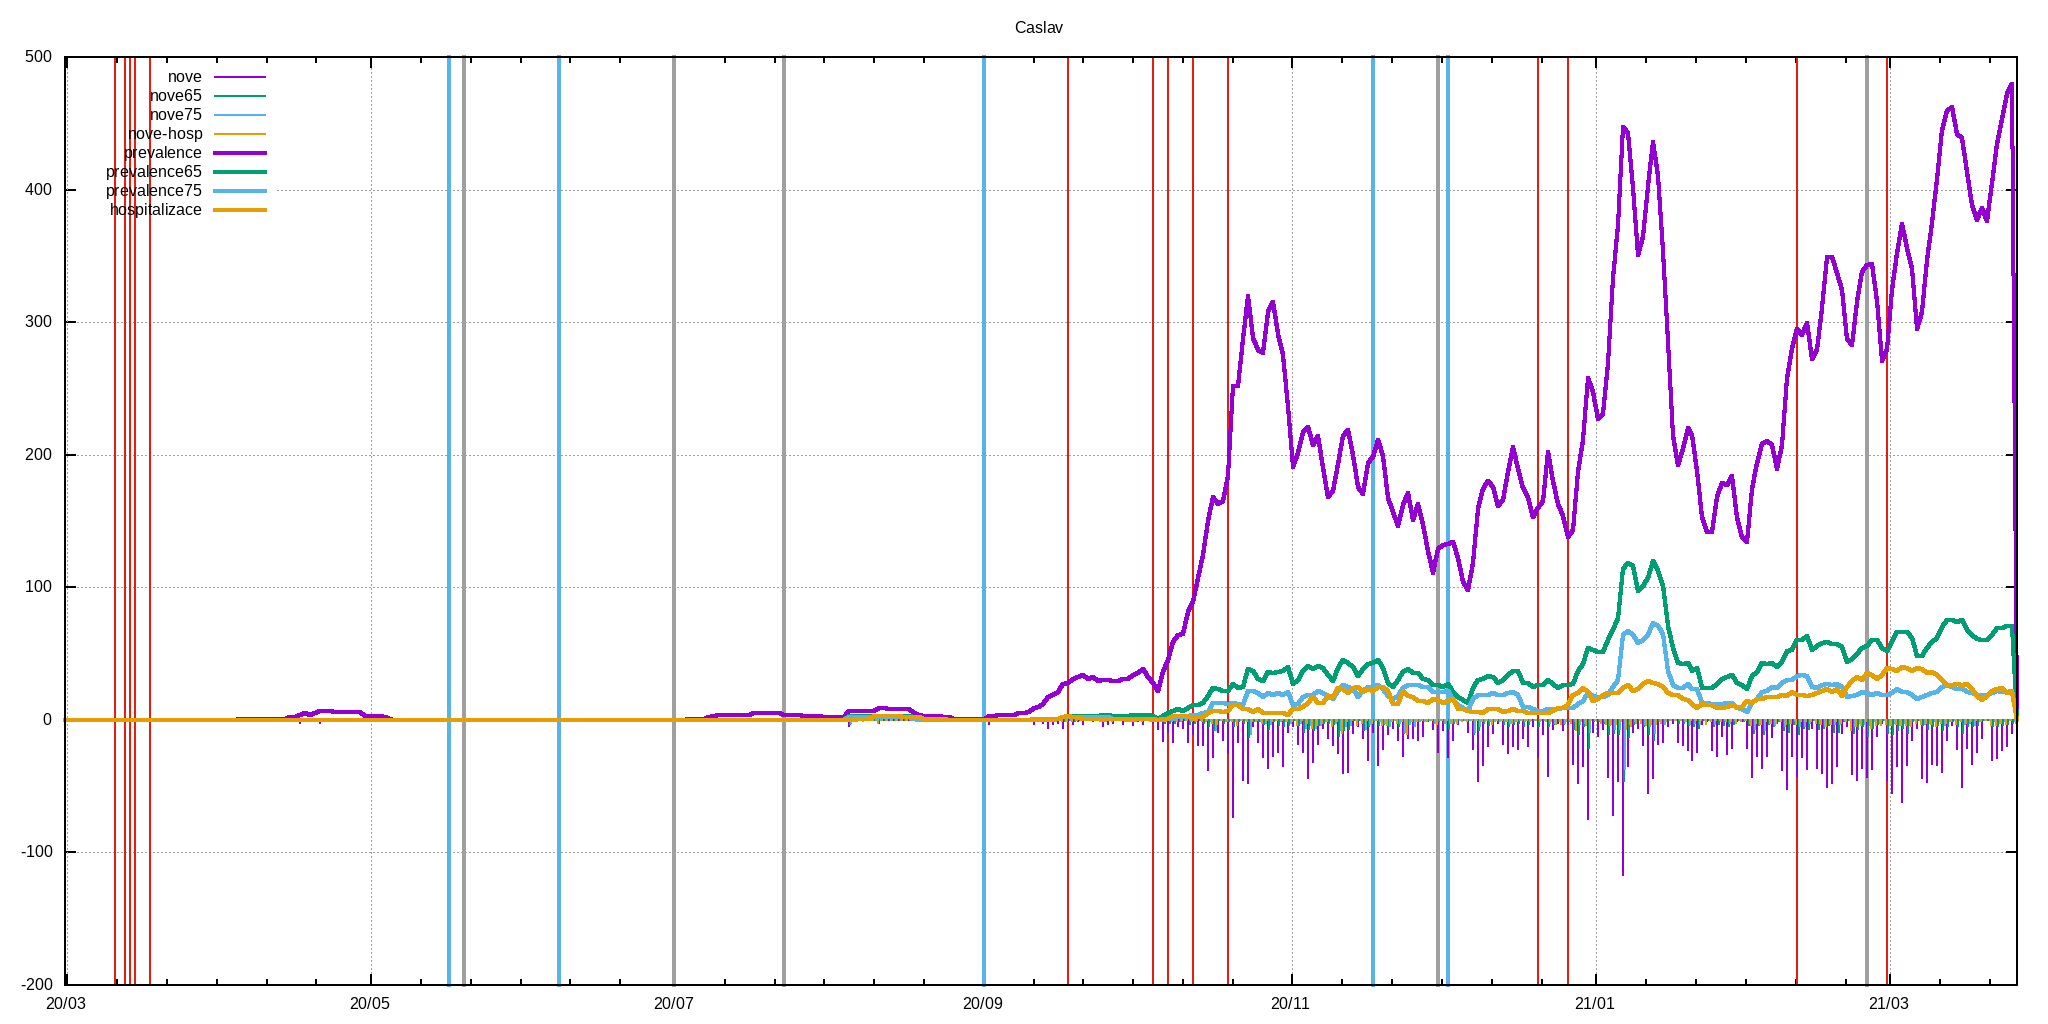 Caslav
500
400
300
200
100
0
-100
-200
nove
nove65
nove75
nove-hosp
prevalence
prevalence65
prevalence75
hospitalizace
20/03 20/05 20/07 20/09 20/11 21/01 21/03